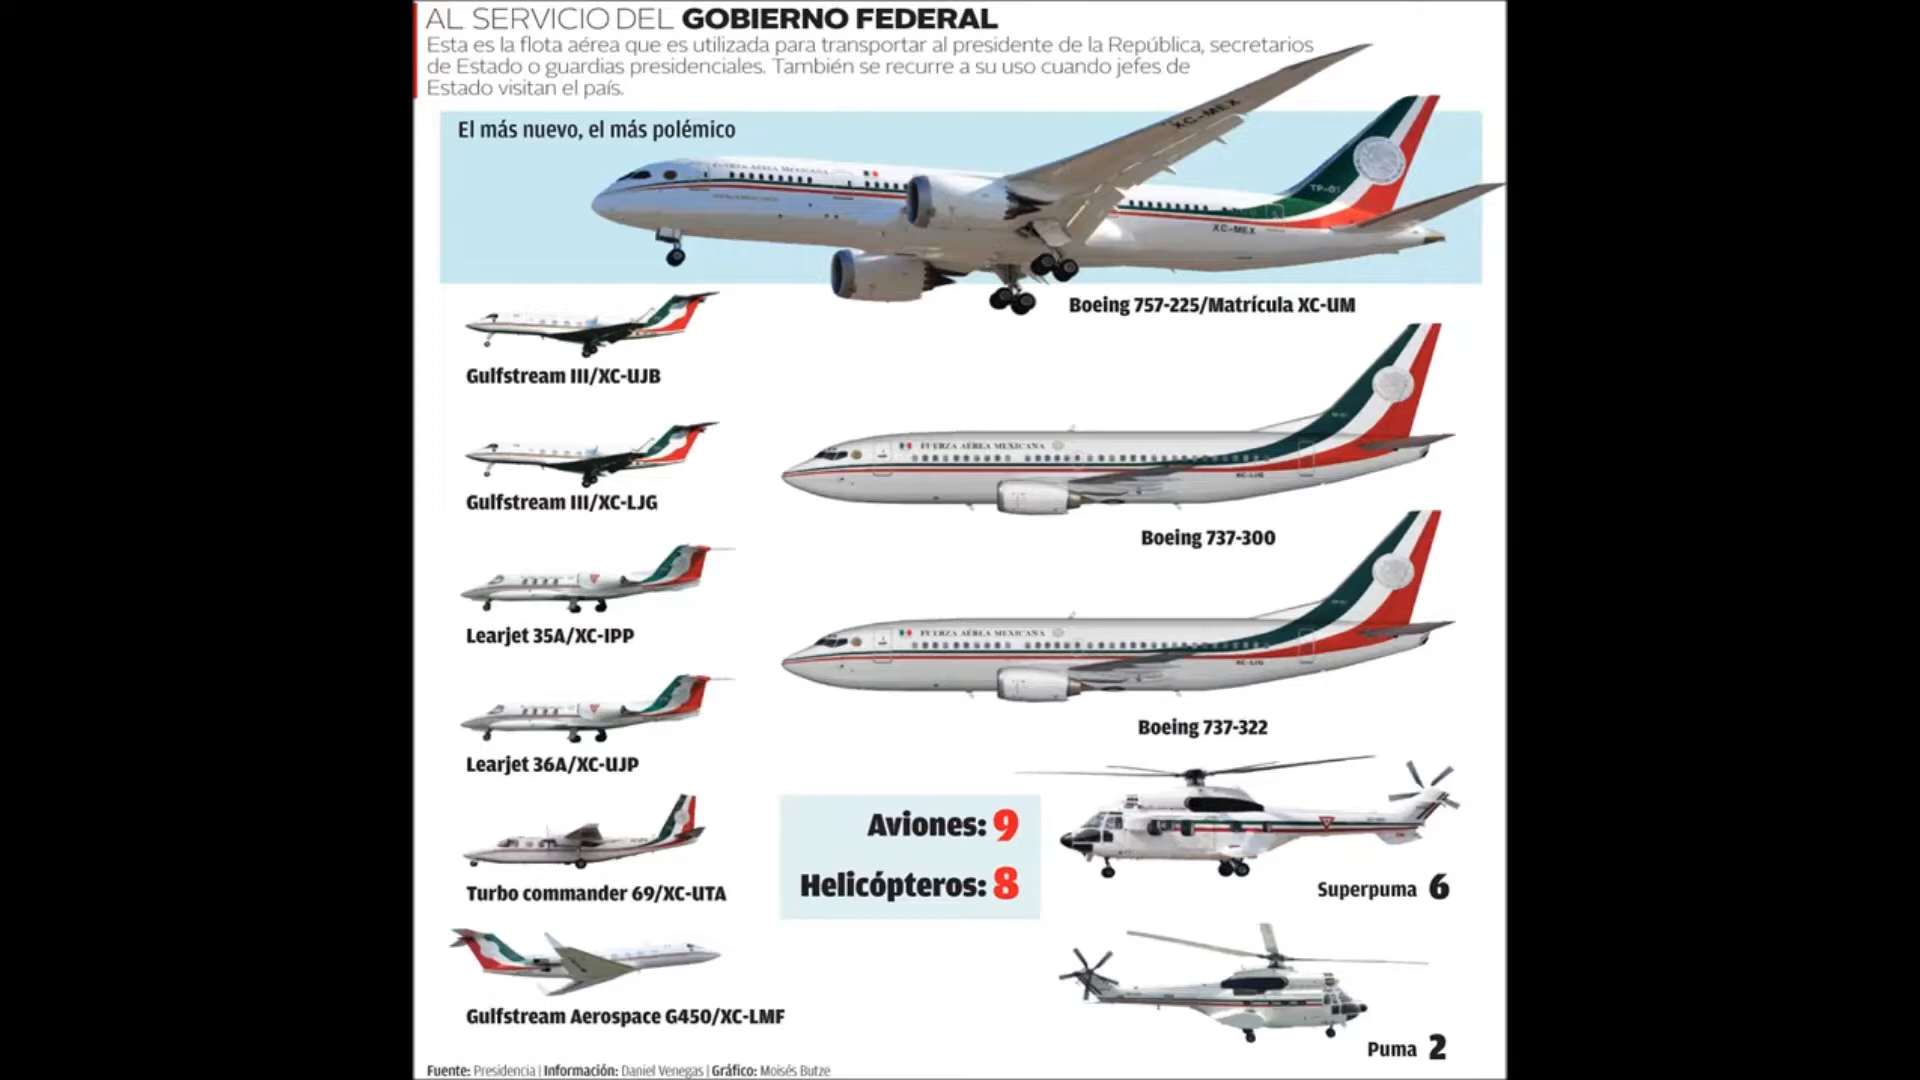 AL SERVICIO DEL GOBIERNO FEDERAL
Esta es la flota aérea que es utilizada para transportar al presidente de la República, secretarios
de Estado o guardias presidenciales. También se recurre a su uso cuando jefes de
Estado visitan el país.
El más nuevo, el más polémico
XC-MEX
FUERZA AÉREA MEXICANA
TP-01
XC-MEX
Boeing 757-225/Matrícula XC-UM
Gulfstream III/XC-UJB
Gulfstream III/XC-LJG
FUERZA AÉREA MEXICANA
Boeing 737-300
Learjet 35A/XC-IPP
FUERZA AÉREA MEXICANA
Boeing 737-322
Learjet 36A/XC-UJP
Aviones: 9
Helicópteros: 8
Superpuma 6
Turbo commander 69/XC-UTA
Gulfstream Aerospace G450/XC-LMF
Puma 2
Fuente: Presidencia | Información: Daniel Venegas | Gráfico: Moisés Butze